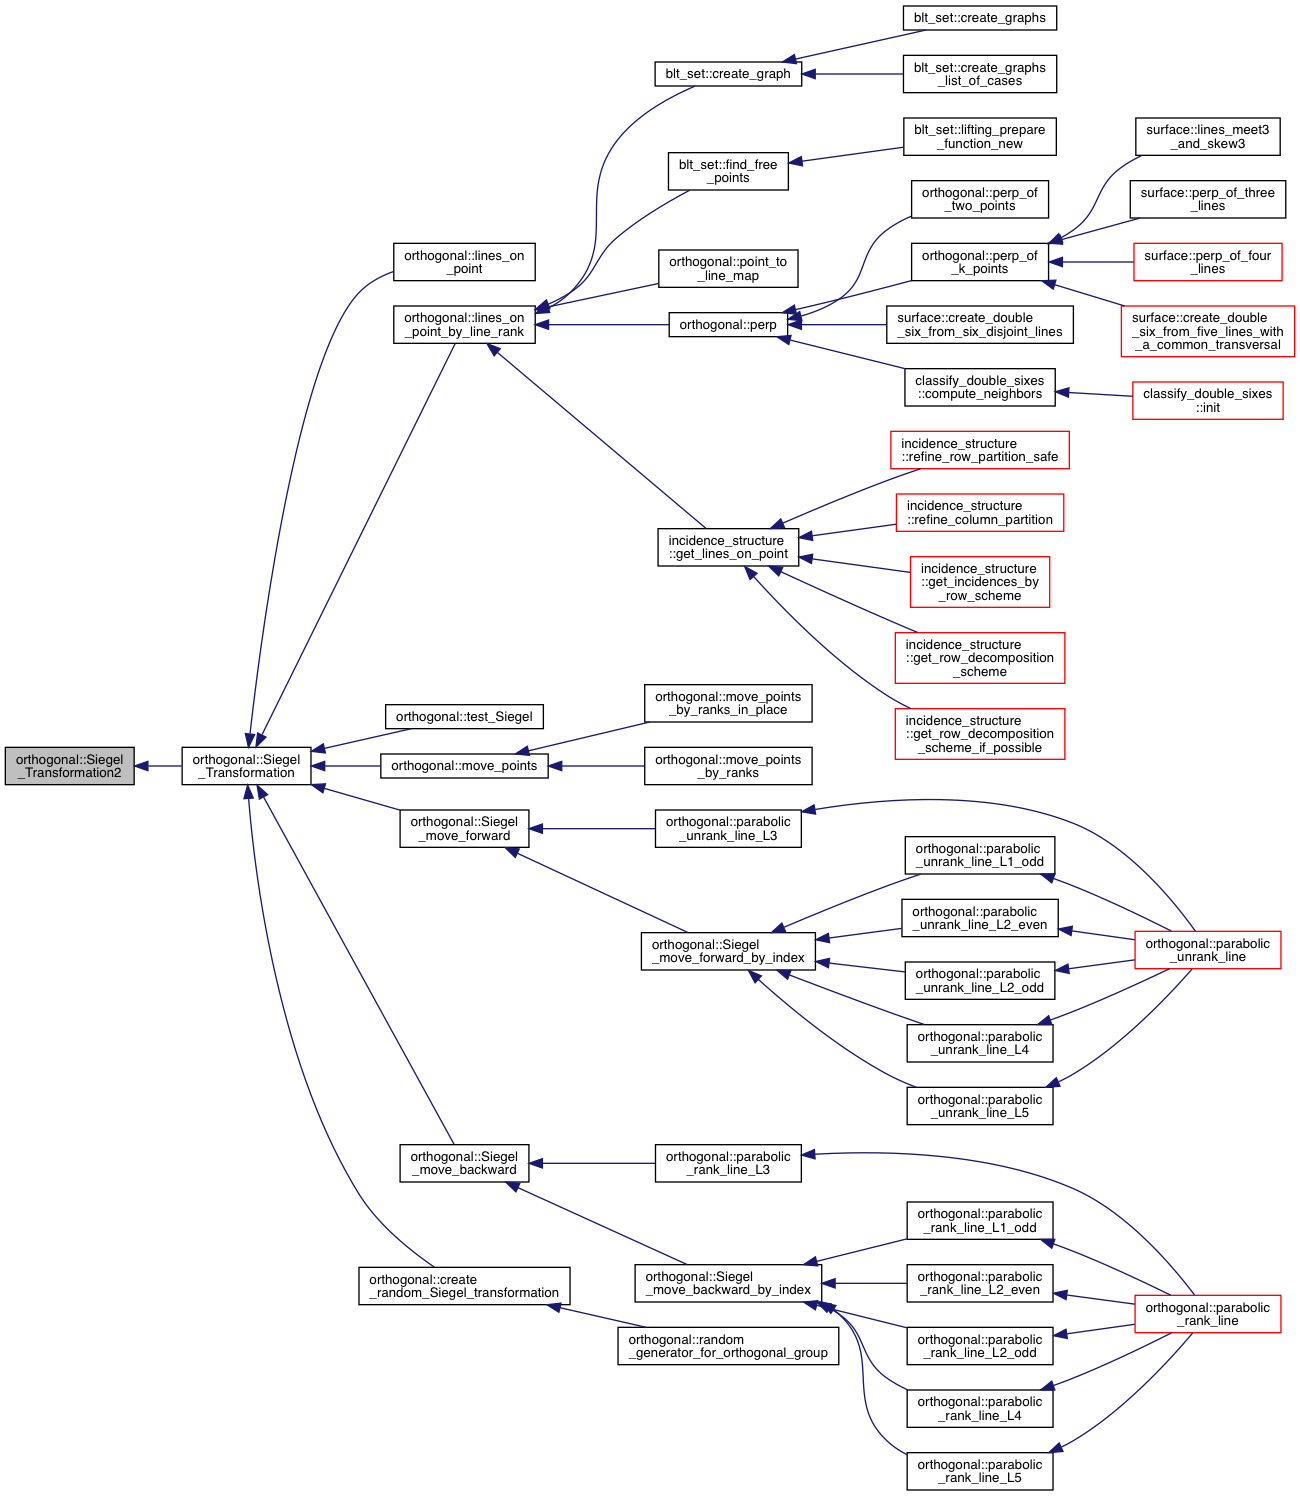 orthogonal::Siegel
_Transformation2
orthogonal::Siegel
_Transformation
orthogonal::lines_on
_point
orthogonal::lines_on
_point_by_line_rank
blt_set::create_graph
blt_set::create_graphs
blt_set::create_graphs
_list_of_cases
blt_set::find_free
_points
blt_set::lifting_prepare
_function_new
orthogonal::point_to
_line_map
orthogonal::perp
orthogonal::perp_of
_two_points
orthogonal::perp_of
_k_points
surface::lines_meet3
_and_skew3
surface::perp_of_three
_lines
surface::perp_of_four
_lines
surface::create_double
_six_from_five_lines_with
_a_common_transversal
surface::create_double
_six_from_six_disjoint_lines
classify_double_sixes
::compute_neighbors
classify_double_sixes
::init
incidence_structure
::get_lines_on_point
incidence_structure
::refine_row_partition_safe
incidence_structure
::refine_column_partition
incidence_structure
::get_incidences_by
_row_scheme
incidence_structure
::get_row_decomposition
_scheme
incidence_structure
::get_row_decomposition
_scheme_if_possible
orthogonal::test_Siegel
orthogonal::move_points
orthogonal::move_points
_by_ranks_in_place
orthogonal::move_points
_by_ranks
orthogonal::Siegel
_move_forward
orthogonal::parabolic
_unrank_line_L3
orthogonal::Siegel
_move_forward_by_index
orthogonal::parabolic
_unrank_line_L1_odd
orthogonal::parabolic
_unrank_line_L2_even
orthogonal::parabolic
_unrank_line_L2_odd
orthogonal::parabolic
_unrank_line_L4
orthogonal::parabolic
_unrank_line_L5
orthogonal::parabolic
_unrank_line
orthogonal::Siegel
_move_backward
orthogonal::parabolic
_rank_line_L3
orthogonal::Siegel
_move_backward_by_index
orthogonal::parabolic
_rank_line_L1_odd
orthogonal::parabolic
_rank_line_L2_even
orthogonal::parabolic
_rank_line_L2_odd
orthogonal::parabolic
_rank_line_L4
orthogonal::parabolic
_rank_line_L5
orthogonal::parabolic
_rank_line
orthogonal::create
_random_Siegel_transformation
orthogonal::random
_generator_for_orthogonal_group